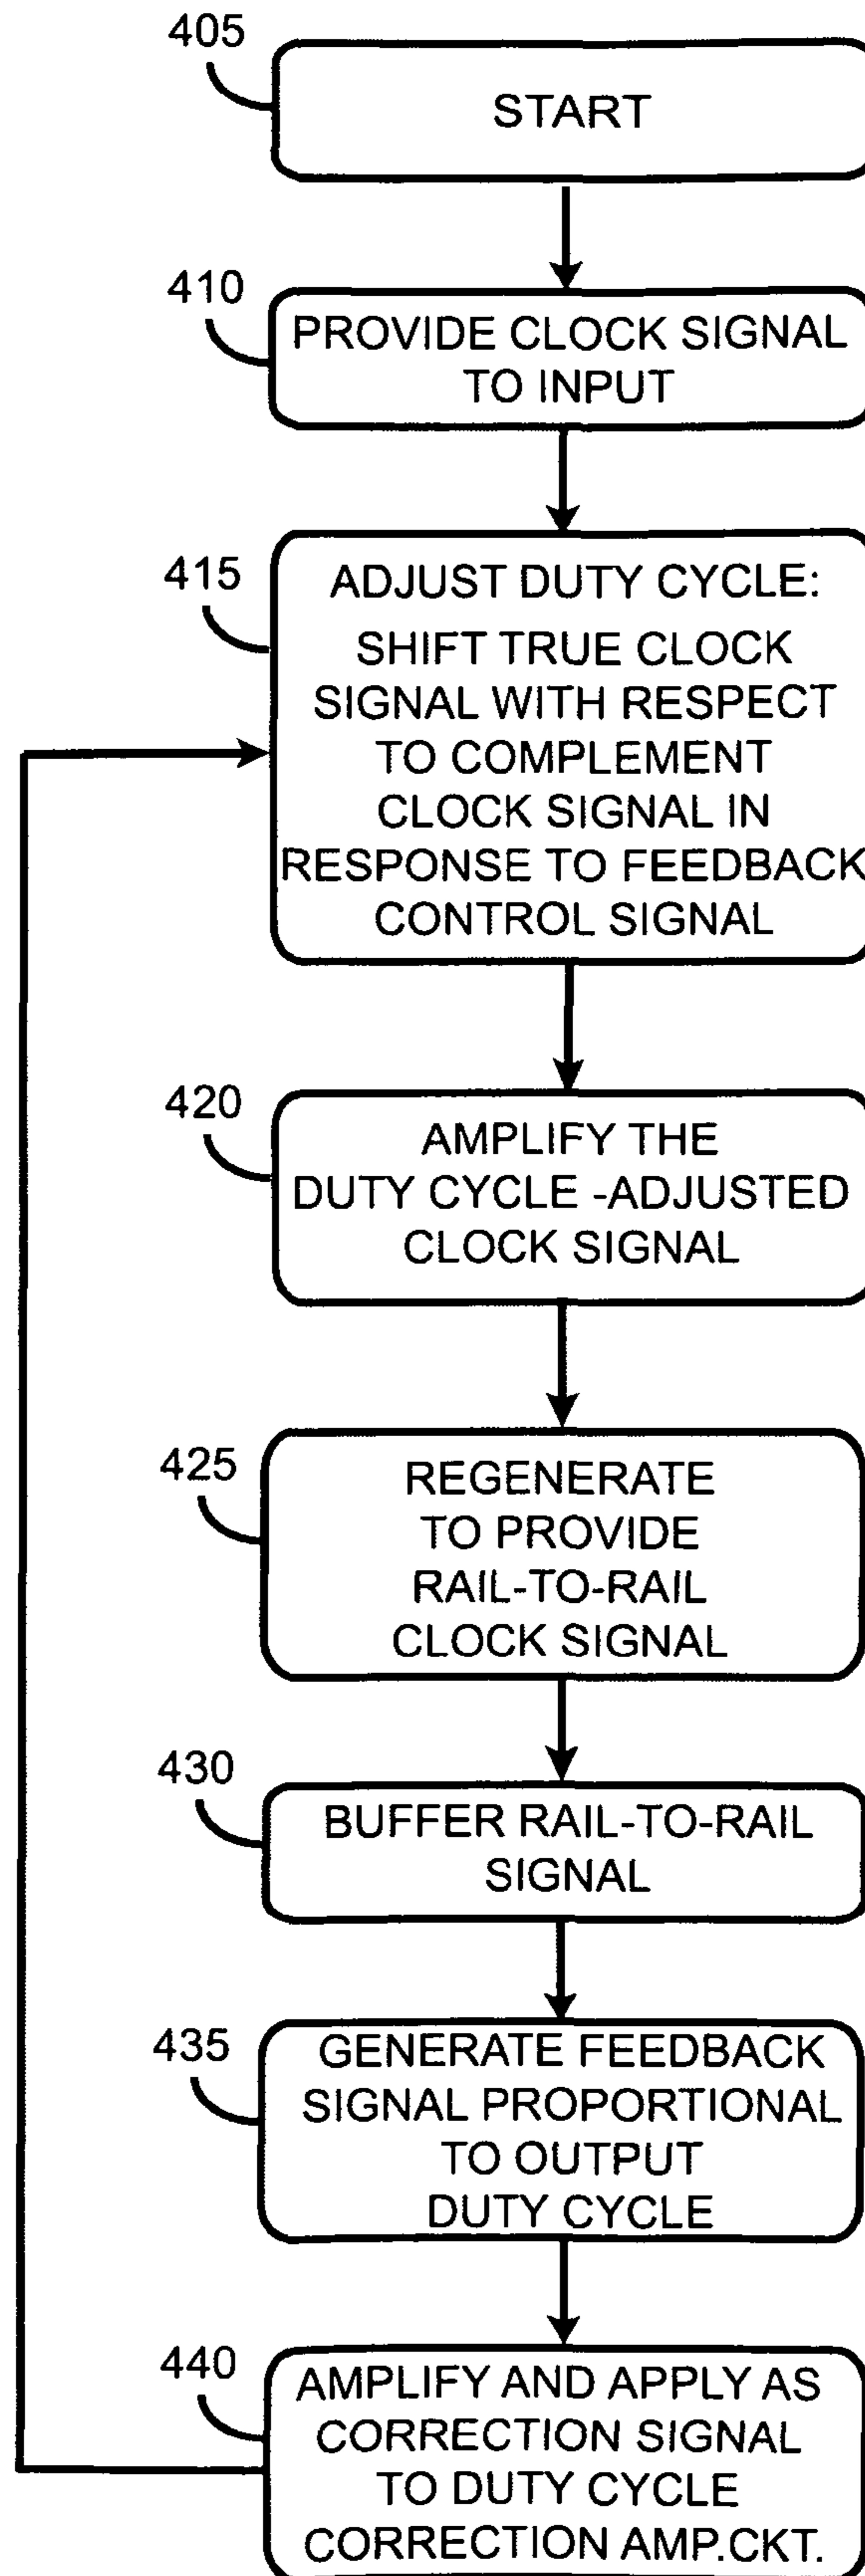 405
START
410
PROVIDE CLOCK SIGNAL
TO INPUT
415
ADJUST DUTY CYCLE:
SHIFT TRUE CLOCK
SIGNAL WITH RESPECT
TO COMPLEMENT
CLOCK SIGNAL IN
RESPONSE TO FEEDBACK
CONTROL SIGNAL
420
AMPLIFY THE
DUTY CYCLE -ADJUSTED
CLOCK SIGNAL
425
REGENERATE
TO PROVIDE
RAIL-TO-RAIL
CLOCK SIGNAL
430
BUFFER RAIL-TO-RAIL
SIGNAL
435
GENERATE FEEDBACK
SIGNAL PROPORTIONAL
TO OUTPUT
DUTY CYCLE
440
AMPLIFY AND APPLY AS
CORRECTION SIGNAL
TO DUTY CYCLE
CORRECTION AMP.CKT.